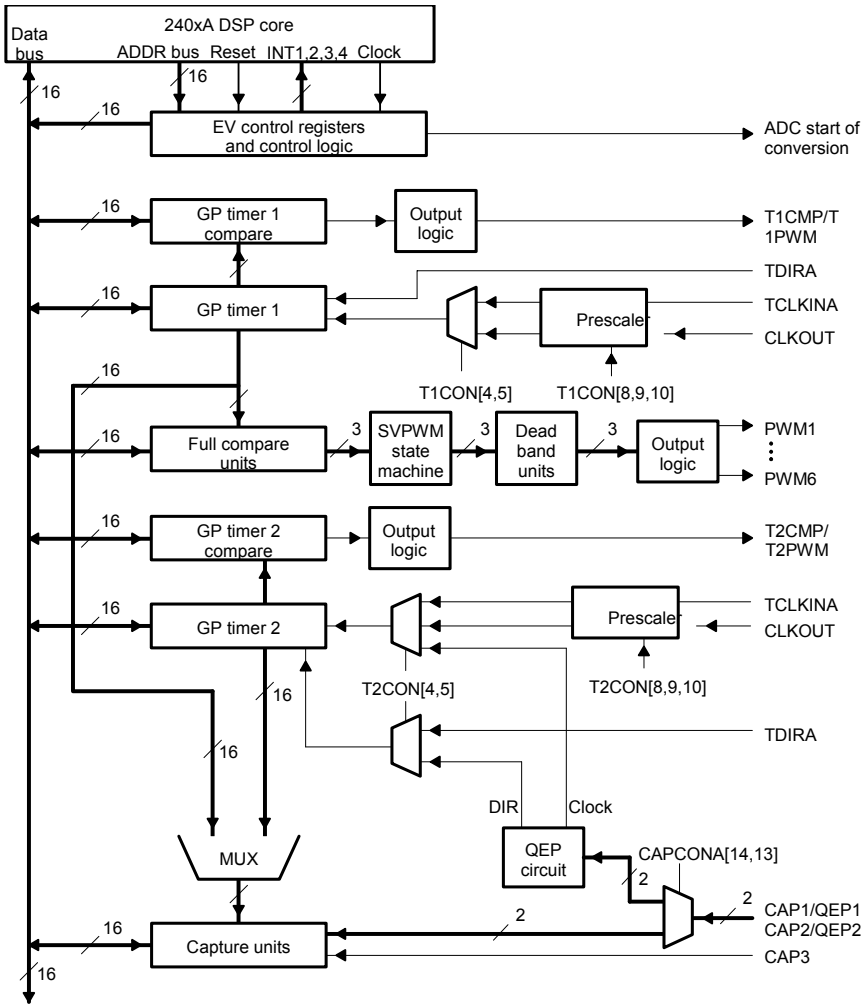 240xA DSP core
Data
bus
ADDR bus
Reset
INT1,2,3,4
Clock
16
16
16
EV control registers
and control logic
ADC start of
conversion
16
GP timer 1
compare
Output
logic
T1CMP/T
1PWM
TDIRA
16
GP timer 1
Prescaler
TCLKINA
CLKOUT
16
T1CON[4,5]
T1CON[8,9,10]
16
Full compare
units
3
SVPWM
state
machine
3
Dead
band
units
3
Output
logic
PWM1
PWM6
16
GP timer 2
compare
Output
logic
T2CMP/
T2PWM
16
GP timer 2
Prescaler
TCLKINA
CLKOUT
16
T2CON[4,5]
T2CON[8,9,10]
16
TDIRA
DIR
Clock
MUX
QEP
circuit
CAPCONA[14,13]
2
2
CAP1/QEP1
CAP2/QEP2
2
16
Capture units
CAP3
16